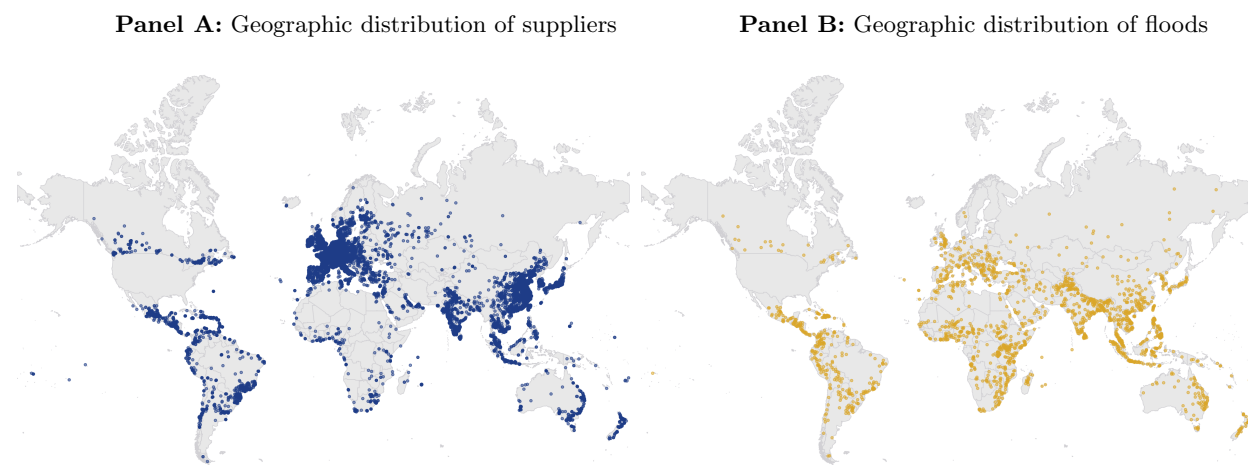 Panel A: Geographic distribution of suppliers
Panel B: Geographic distribution of floods